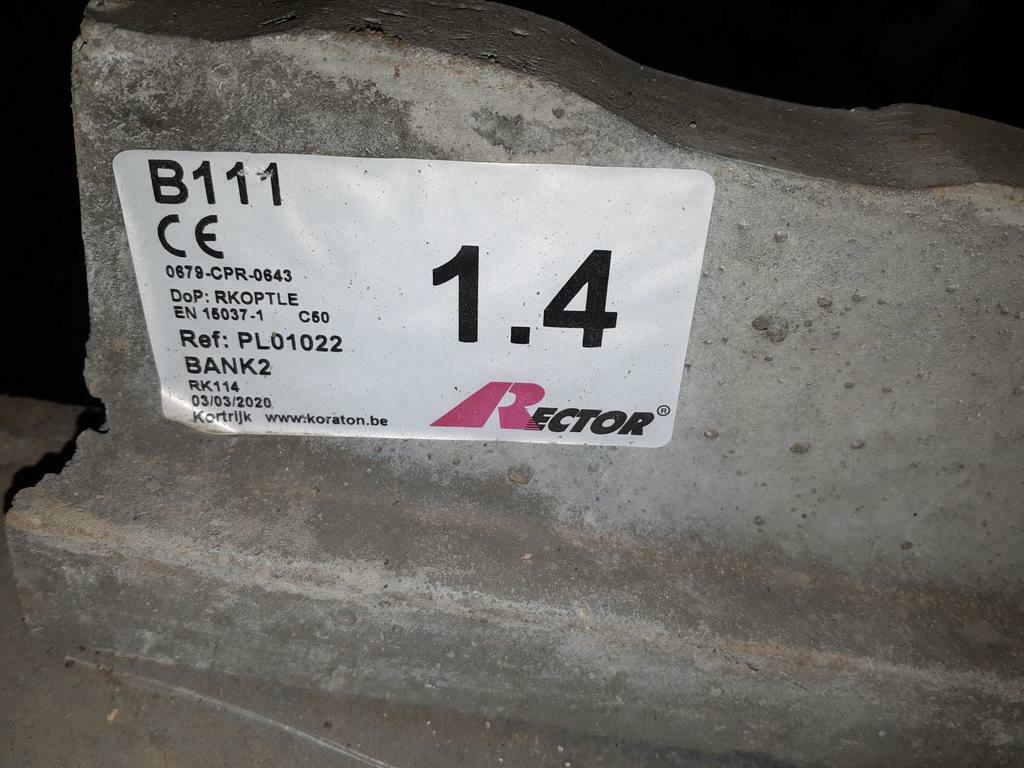 B111
CE
0679-CPR-0643
DoP: RKOPTLE
EN 15037-1 C50
Ref: PL01022
BANK2
RK114
03/03/2020
Kortrijk www.koraton.be
1.4
RECTOR®